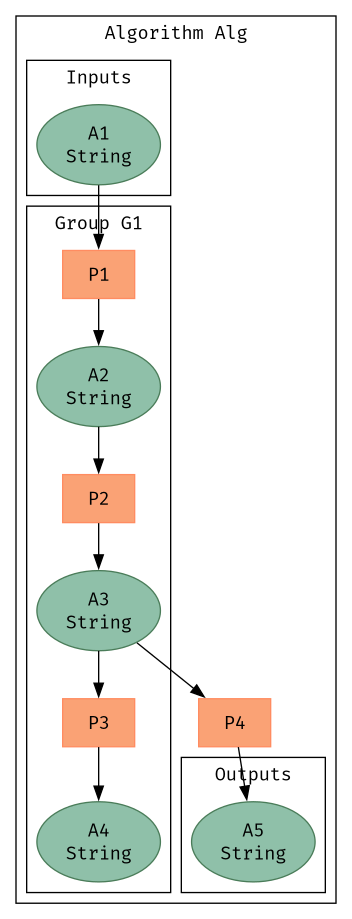 Algorithm Alg
Inputs
A1
String
Group G1
P1
A2
String
P2
A3
String
P3
P4
Outputs
A4
String
A5
String